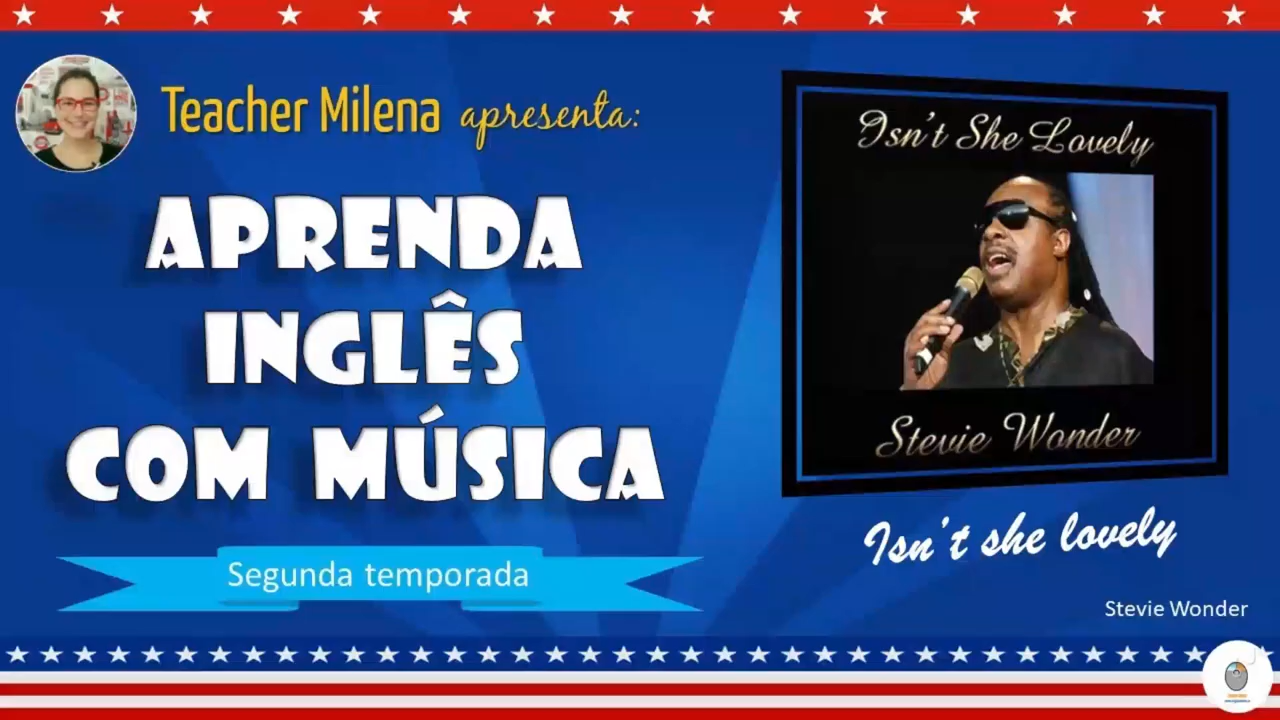 Teacher Milena apresenta:
APRENDA
INGLÊS
COM MÚSICA
Segunda temporada
Isn't She Lovely
Stevie Wonder
Isn't she lovely
Stevie Wonder